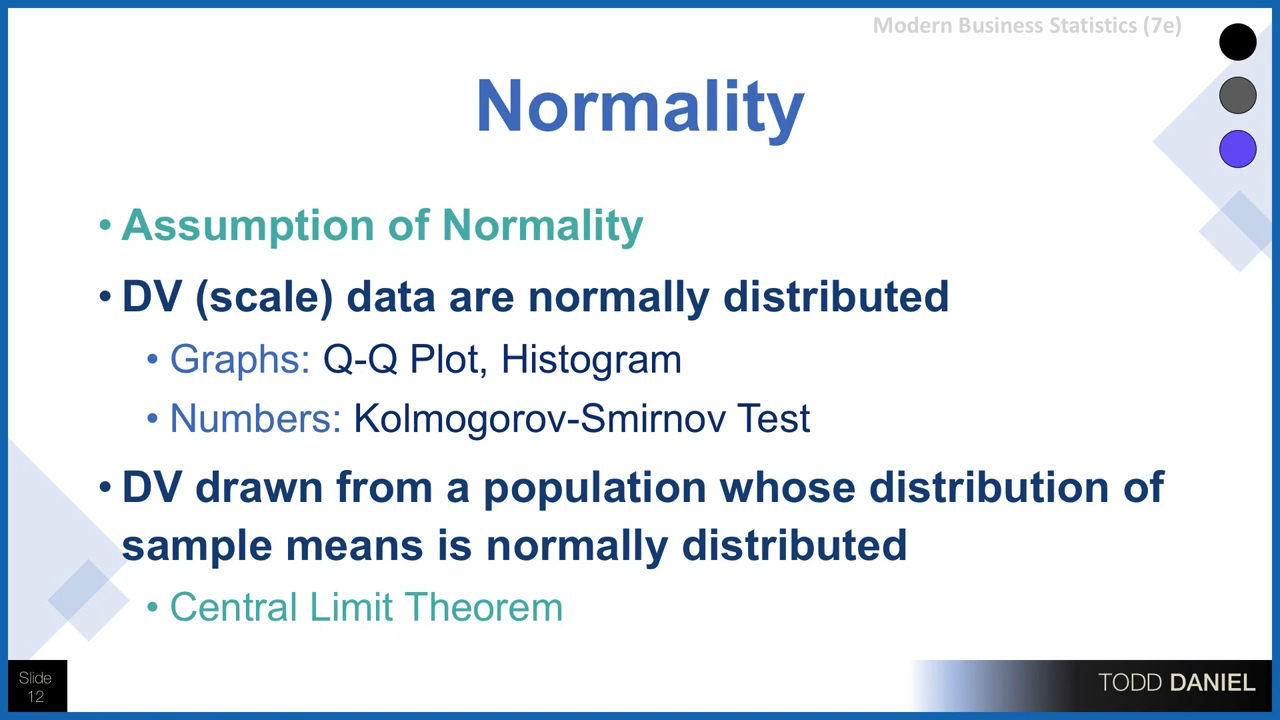 Modern Business Statistics (7e)
Normality
• Assumption of Normality
• DV (scale) data are normally distributed
• Graphs: Q-Q Plot, Histogram
• Numbers: Kolmogorov-Smirnov Test
• DV drawn from a population whose distribution of
sample means is normally distributed
• Central Limit Theorem
Slide
12
TODD DANIEL